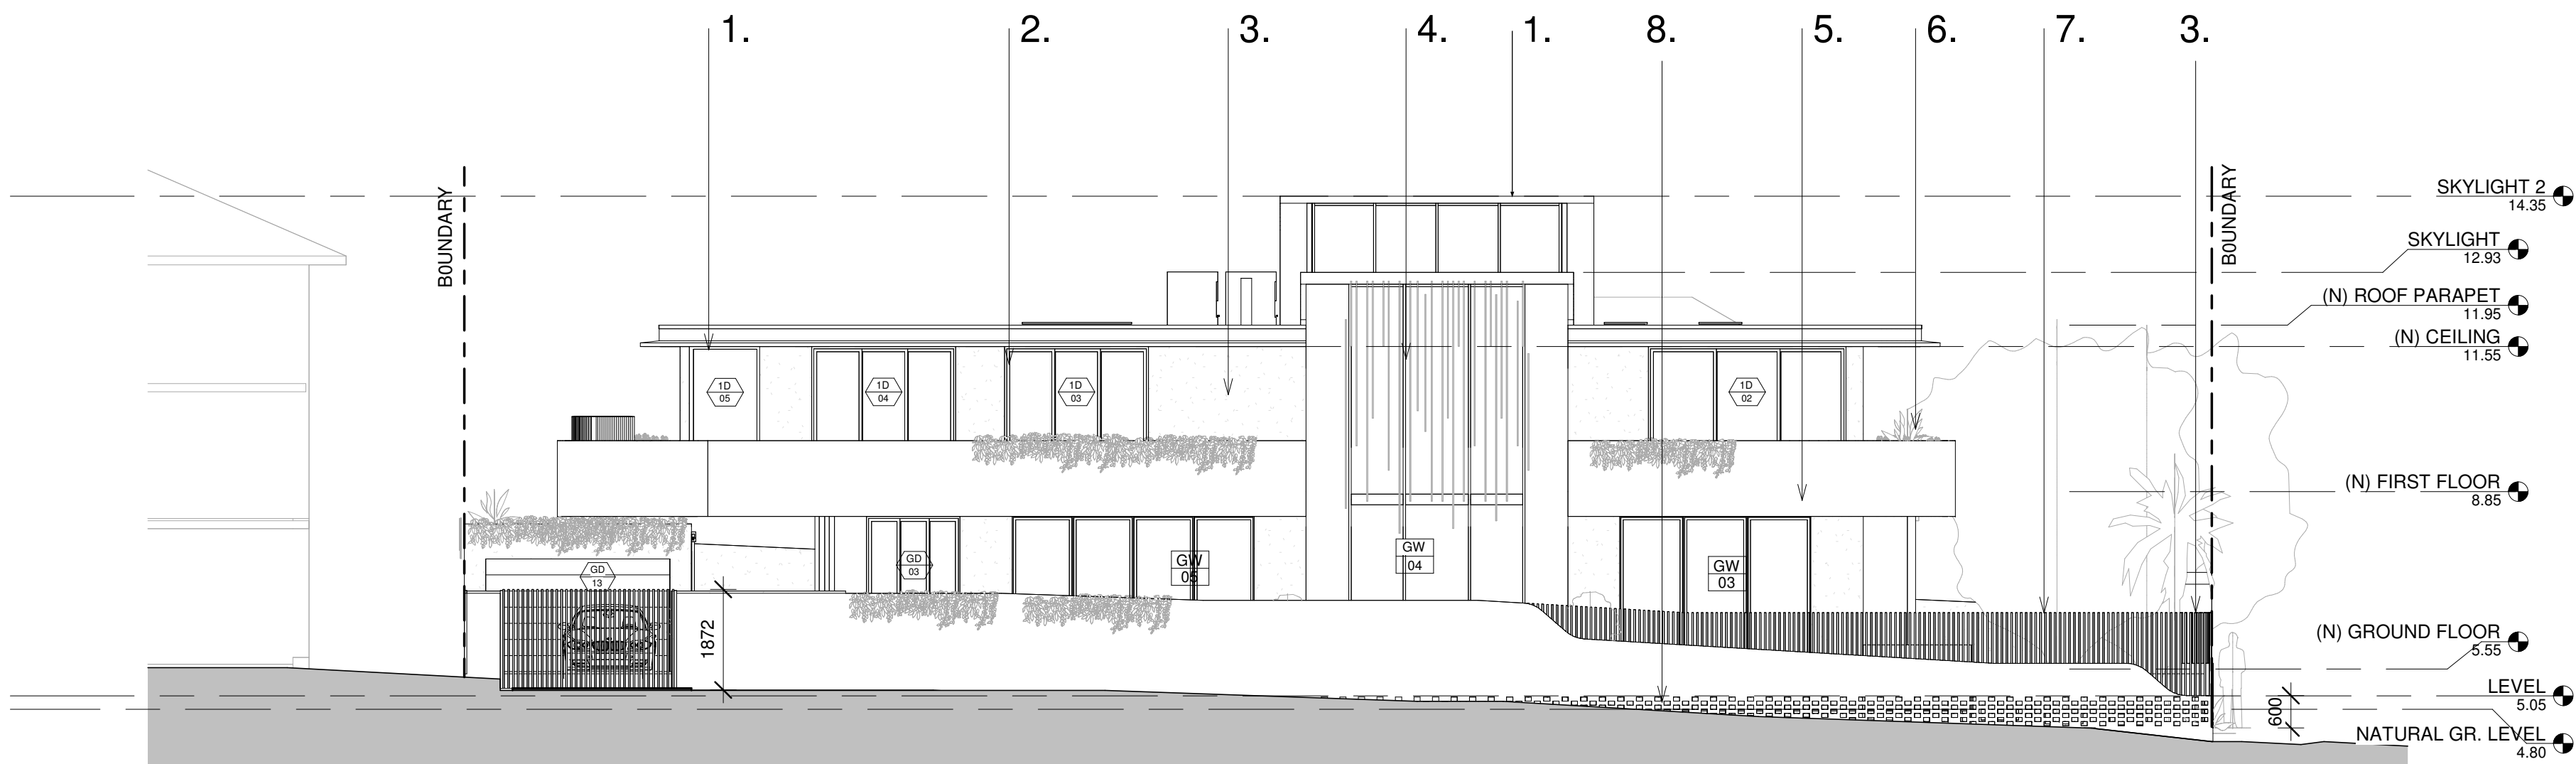 1.
2.
3.
4.
1.
8.
5.
6.
7.
3.
B0UNDARY
B0UNDARY
SKYLIGHT 2
14.35
SKYLIGHT
12.93
(N) ROOF PARAPET
11.95
(N) CEILING
11.55
1D
05
1D
04
1D
03
1D
02
(N) FIRST FLOOR
8.85
GD
13
GD
03
GW
05
GW
04
GW
03
1872
(N) GROUND FLOOR
5.55
LEVEL
5.05
600
NATURAL GR. LEVEL
4.80